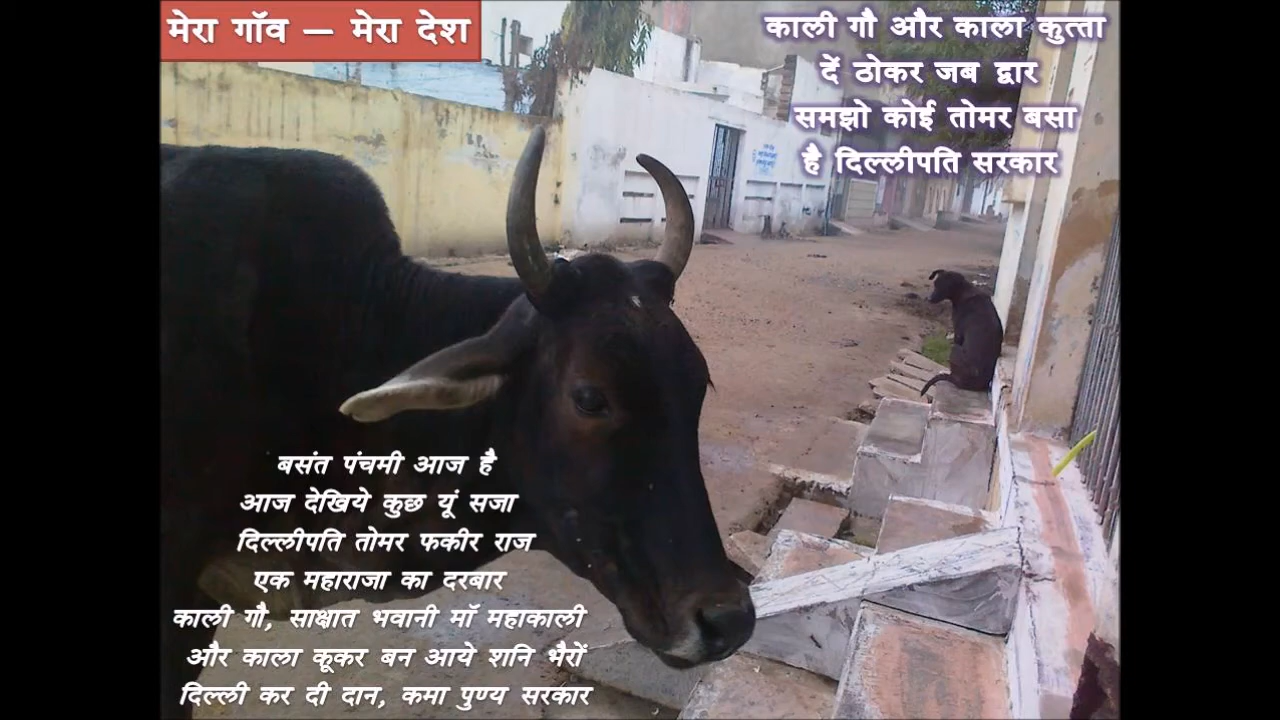 मेरा गॉव – मेरा देश
काली गौ और काला कुत्ता
दें ठोकर जब द्वार
समझो कोई तोमर बसा
है दिल्लीपति सरकार
बसंत पंचमी आज है
आज देखिये कुछ यूं सजा
दिल्लीपति तोमर फकीर राज
एक महाराजा का दरबार
काली गौ, साक्षात भवानी मॉ महाकाली
और काला कूकर बन आये शनि भैरों
दिल्ली कर दी दान, कमा पुण्य सरकार